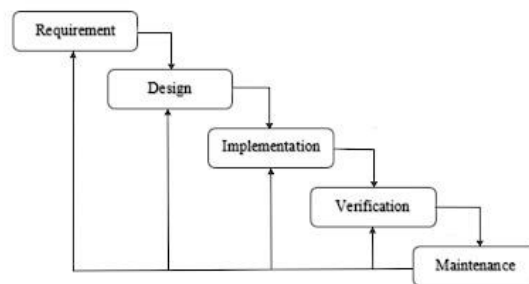 Requirement
Design
Implementation
Verification
Maintenance